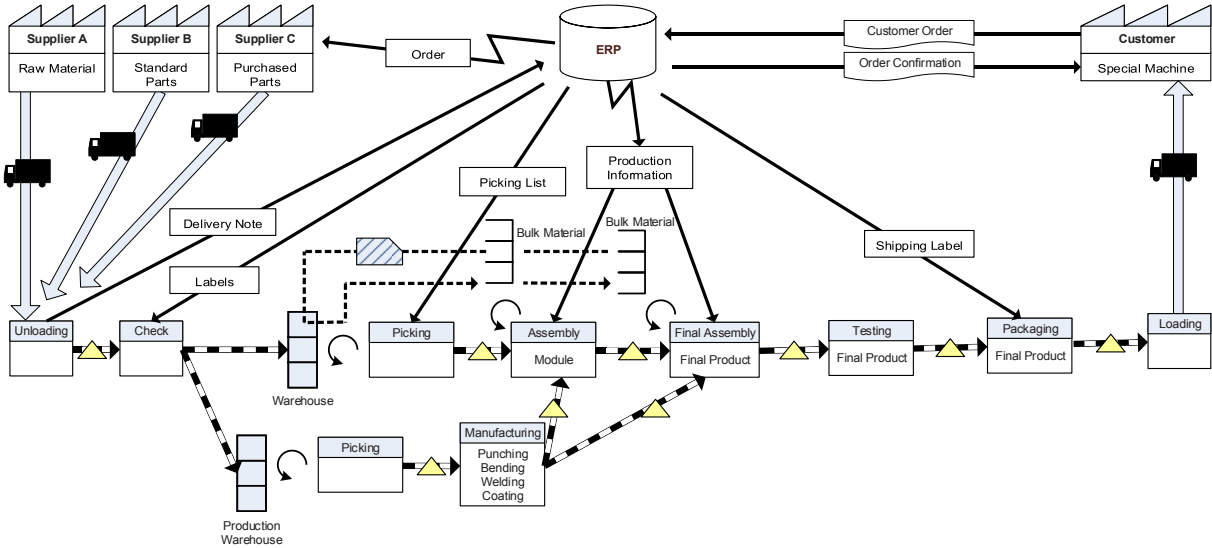 Supplier A
Supplier B
Supplier C
Raw Material
Standard
Parts
Purchased
Parts
Order
ERP
Customer Order
Order Confirmation
Customer
Special Machine
Production
Information
Picking List
Delivery Note
Bulk Material
Bulk Material
Shipping Label
Labels
Unloading
Check
Warehouse
Picking
Assembly
Module
Final Assembly
Final Product
Testing
Final Product
Packaging
Final Product
Loading
Production
Warehouse
Picking
Manufacturing
Punching
Bending
Welding
Coating